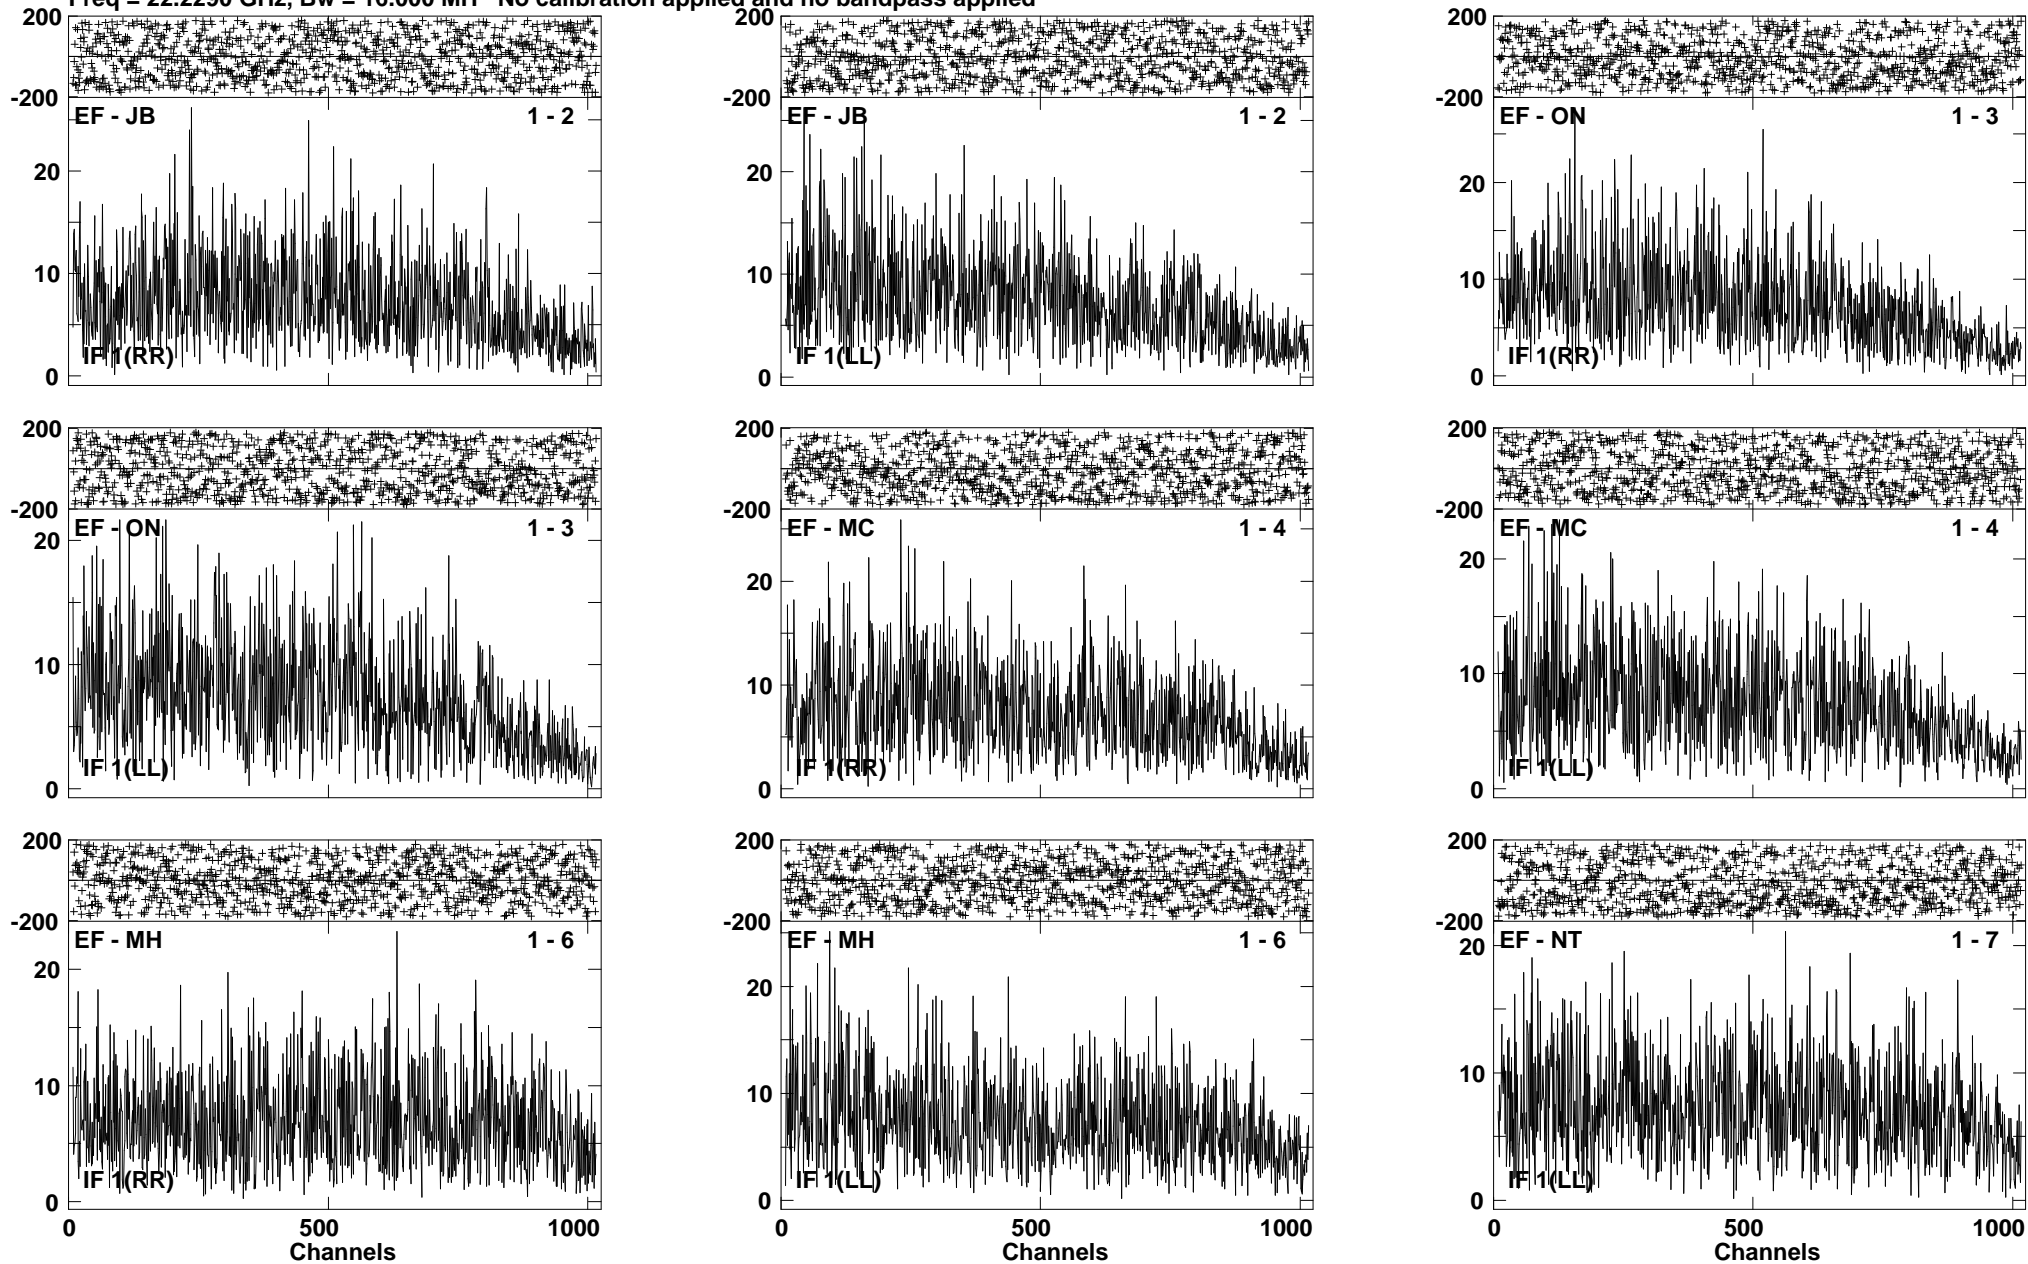 Freq = 22.2290 GHz, Bw = 16.000 MH No calibration applied and no bandpass applied
200
-200
EF - JB 1 - 2
20
10
0
IF 1(RR)
EF - JB 1 - 2
20
10
0
IF 1(LL)
200
-200
EF - ON 1 - 3
20
10
0
IF 1(RR)
200
-200
200
-200
EF - ON 1 - 3
20
10
0
IF 1(LL)
200
-200
EF - MC 1 - 4
20
10
0
IF 1(RR)
200
-200
EF - MC 1 - 4
20
10
0
IF 1(LL)
200
-200
EF - MH 1 - 6
20
10
0
IF 1(RR)
0 500 1000
Channels
200
-200
EF - MH 1 - 6
20
10
0
IF 1(LL)
0 500 1000
Channels
200
-200
EF - NT 1 - 7
20
10
0
IF 1(LL)
0 500 1000
Channels